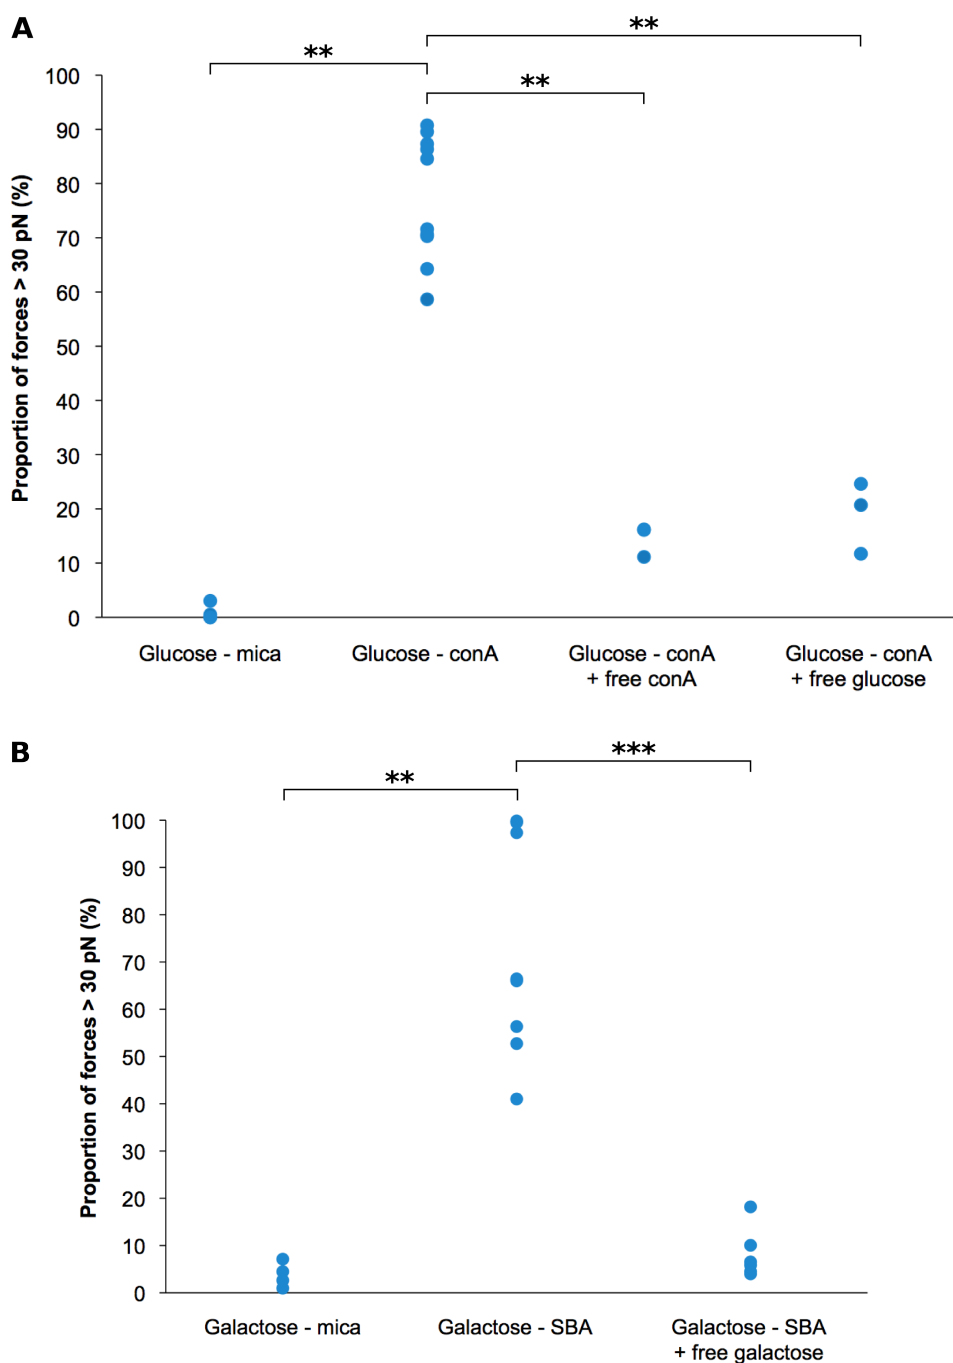 A
**
**
**
Proportion of forces > 30 pN (%)
100
90
80
70
60
50
40
30
20
10
0
Glucose - mica
Glucose - conA
Glucose - conA
+ free conA
Glucose - conA
+ free glucose
B
***
**
Proportion of forces > 30 pN (%)
100
90
80
70
60
50
40
30
20
10
0
Galactose - mica
Galactose - SBA
Galactose - SBA
+ free galactose